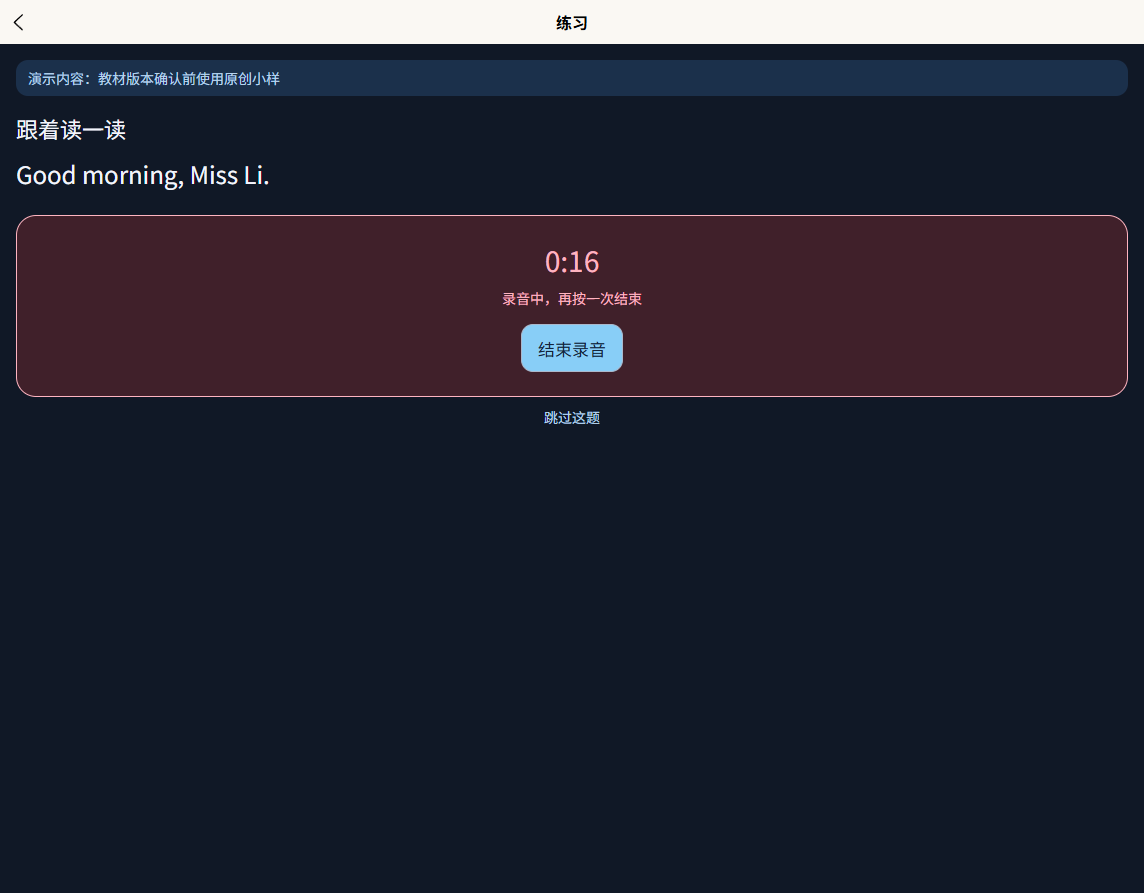 练习
演示内容：教材版本确认前使用原创小样
跟着读一读
Good morning, Miss Li.
0:16
录音中，再按一次结束
结束录音
跳过这题